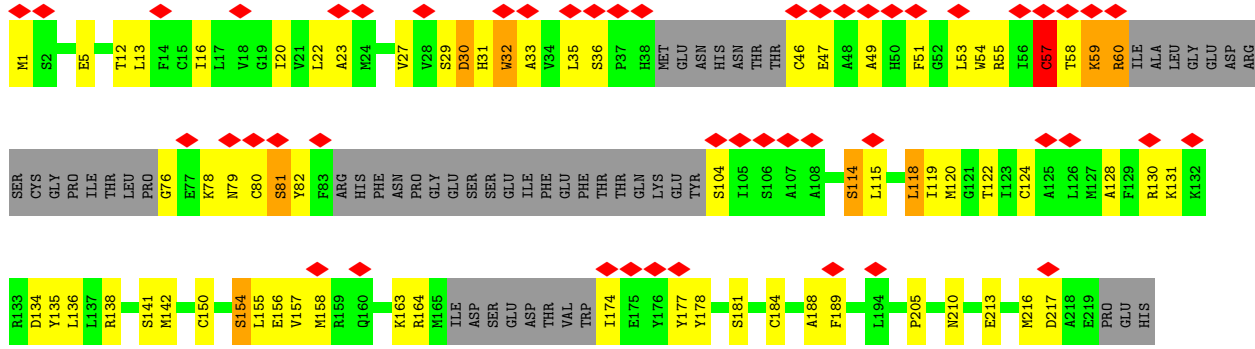 M1 S2 E5 T12 L13 F14 C15 I16 L17 V18 G19 I20 V21 L22 A23 M24 V27 V28 S29 D30 H31 W32 A33 V34 L35 S36 P37 H38 MET GLU ASN HIS ASN THR THR C46 E47 A48 A49 H50 F51 G52 L53 W54 R55 I56 C57 T58 K59 R60 ILE ALA LEU GLY GLU ASP ARG
SER CYS GLY PRO ILE THR LEU PRO G76 E77 K78 N79 C80 S81 Y82 F83 ARG HIS PHE ASN PRO GLY GLU SER SER GLU ILE PHE GLU PHE THR THR GLN LYS GLU TYR S104 I105 S106 A107 A108 S114 L115 L118 I119 M120 G121 T122 I123 C124 A125 L126 M127 A128 F129 R130 K131 K132
R133 D134 Y135 L136 L137 R138 S141 M142 C150 S154 L155 E156 V157 M158 R159 Q160 K163 R164 M165 ILE ASP SER GLU ASP THR VAL TRP I174 E175 Y176 Y177 Y178 S181 C184 A188 F189 L194 P205 N210 E213 M216 D217 A218 E219 PRO GLU HIS